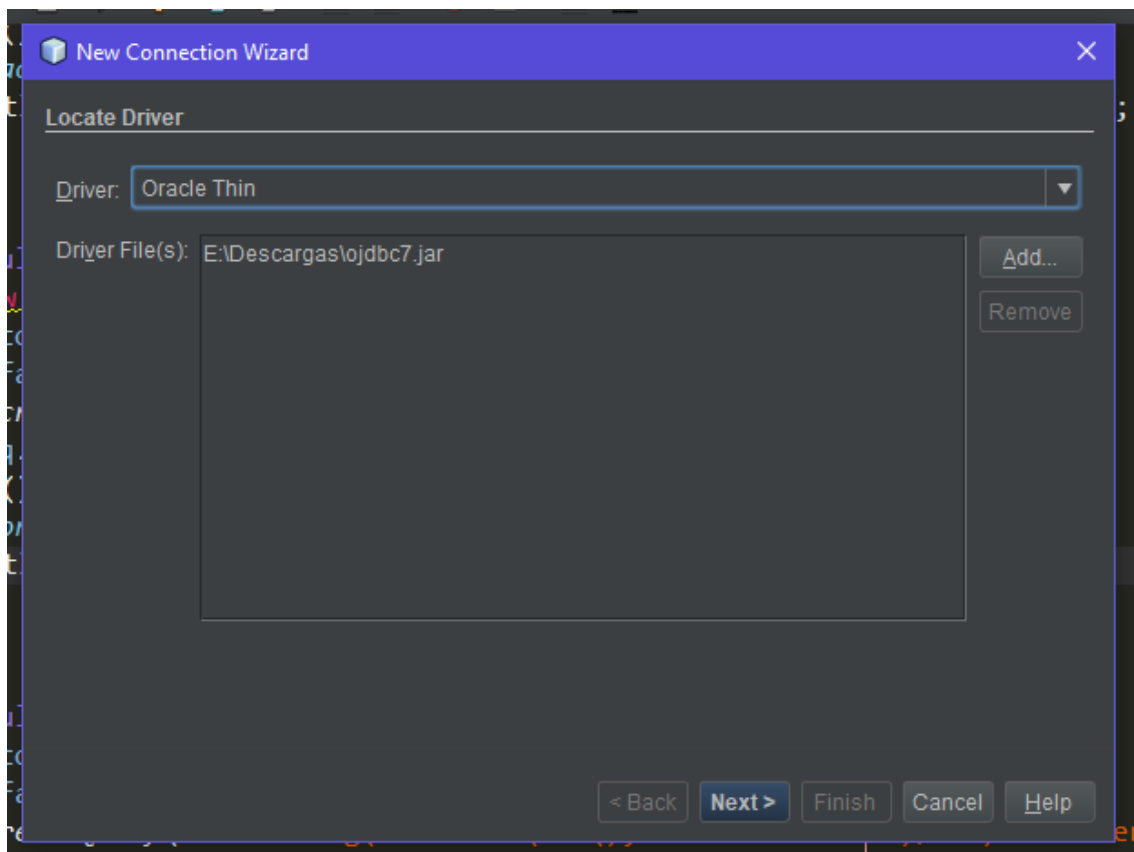 New Connection Wizard
Locate Driver
Driver: Oracle Thin
Driver File(s): E:\Descargas\ojdbc7.jar
Add...
Remove
< Back Next > Finish Cancel Help